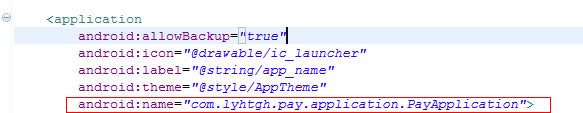 <application
android:allowBackup="true"
android:icon="@drawable/ic_launcher"
android:label="@string/app_name"
android:theme="@style/AppTheme"
android:name="com.lyhtgh.pay.application.PayApplication">